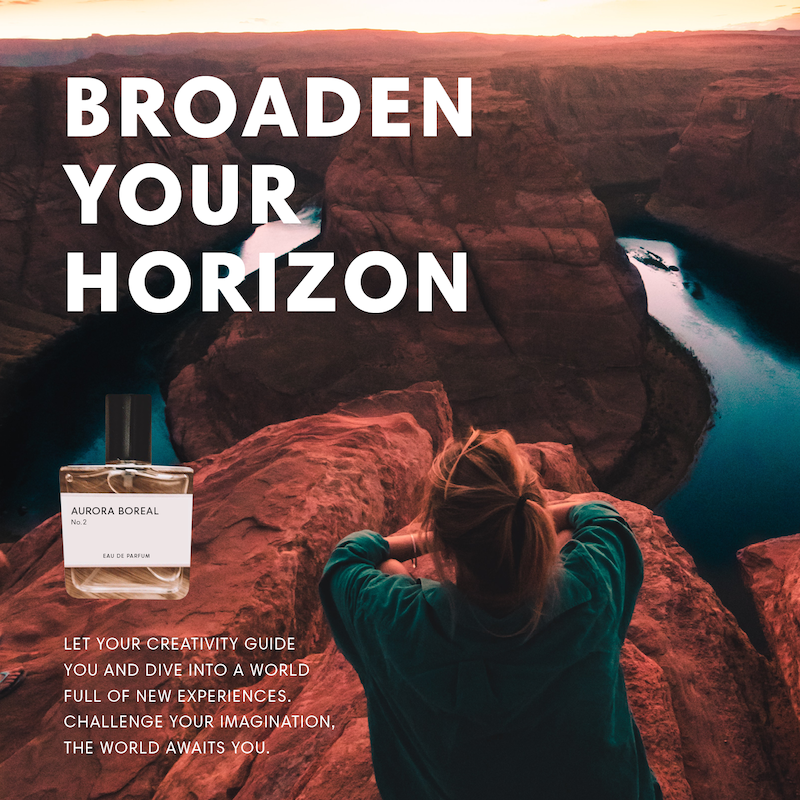 BROADEN
YOUR
HORIZON
AURORA BOREAL
No.2
EAU DE PARFUM
LET YOUR CREATIVITY GUIDE
YOU AND DIVE INTO A WORLD
FULL OF NEW EXPERIENCES.
CHALLENGE YOUR IMAGINATION,
THE WORLD AWAITS YOU.